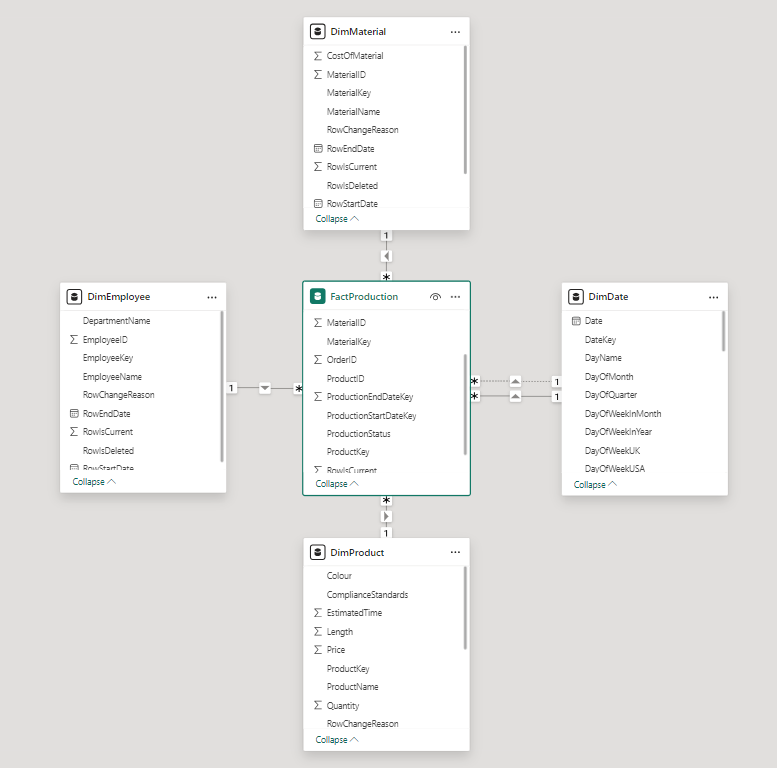 DimMaterial
CostOfMaterial
MaterialID
MaterialKey
MaterialName
RowChangeReason
RowEndDate
RowIsCurrent
RowIsDeleted
RowStartDate
Collapse
1
*
DimEmployee
DepartmentName
EmployeeID
EmployeeKey
EmployeeName
RowChangeReason
RowEndDate
RowIsCurrent
RowIsDeleted
RowStartDate
Collapse
1
*
FactProduction
MaterialID
MaterialKey
OrderID
ProductID
ProductionEndDateKey
ProductionStartDateKey
ProductionStatus
ProductKey
RowIsCurrent
Collapse
* 1
* 1
DimDate
Date
DateKey
DayName
DayOfMonth
DayOfQuarter
DayOfWeekInMonth
DayOfWeekInYear
DayOfWeekUK
DayOfWeekUSA
Collapse
*
1
DimProduct
Colour
ComplianceStandards
EstimatedTime
Length
Price
ProductKey
ProductName
Quantity
RowChangeReason
Collapse